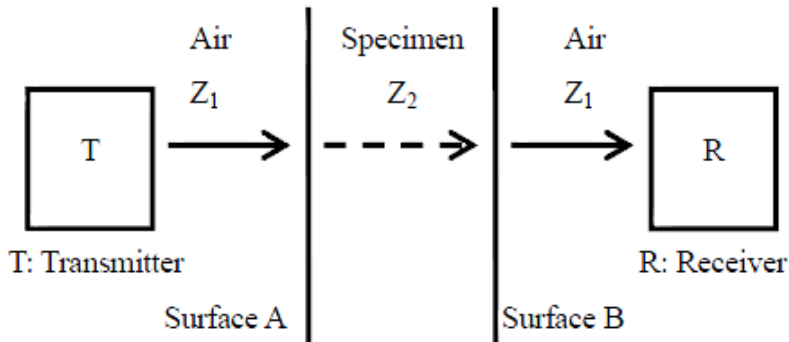 Air Specimen Air
Z₁ Z₂ Z₁
T R
T: Transmitter R: Receiver
Surface A Surface B